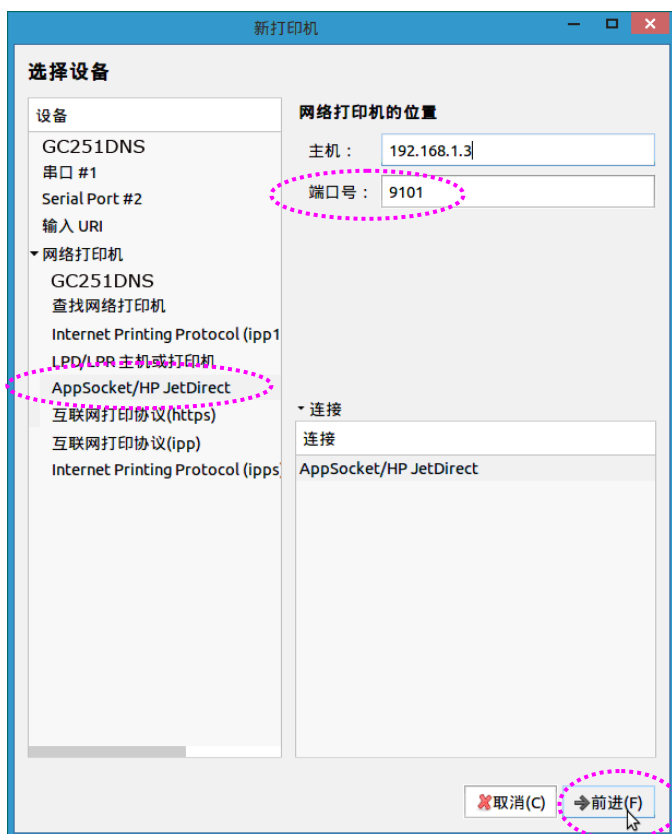 新打印机
选择设备
设备
GC251DNS
串口 #1
Serial Port #2
输入 URI
网络打印机
GC251DNS
查找网络打印机
Internet Printing Protocol (ipp1
LPD/LPR 主机或打印机
AppSocket/HP JetDirect
互联网打印协议(https)
互联网打印协议(ipp)
Internet Printing Protocol (ipps)
网络打印机的位置
主机： 192.168.1.3
端口号： 9101
连接
连接
AppSocket/HP JetDirect
取消(C) 前进(F)